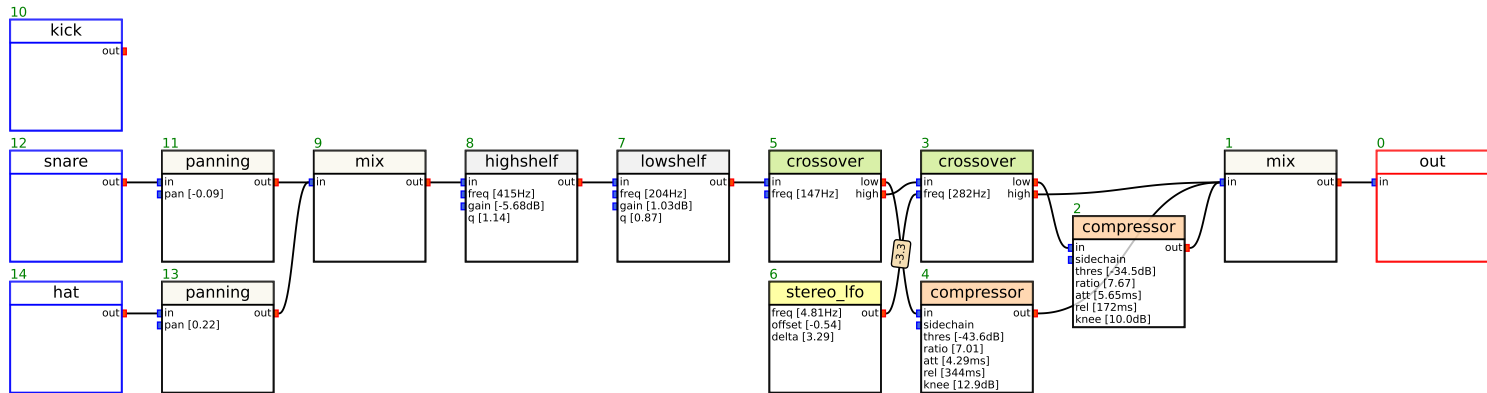 10
kick
out
12
snare
out
11
panning
in
out
pan [-0.09]
9
mix
in
out
8
highshelf
in
out
freq [415Hz]
gain [-5.68dB]
q [1.14]
7
lowshelf
in
out
freq [204Hz]
gain [1.03dB]
q [0.87]
5
crossover
in
low
freq [147Hz]
high
3
crossover
in
low
freq [282Hz]
high
-3.3
2
compressor
in
out
sidechain
thres [-34.5dB]
ratio [7.67]
att [5.65ms]
rel [172ms]
knee [10.0dB]
1
mix
in
out
0
out
in
14
hat
out
13
panning
in
out
pan [0.22]
6
stereo_lfo
freq [4.81Hz]
out
offset [-0.54]
delta [3.29]
4
compressor
in
out
sidechain
thres [-43.6dB]
ratio [7.01]
att [4.29ms]
rel [344ms]
knee [12.9dB]